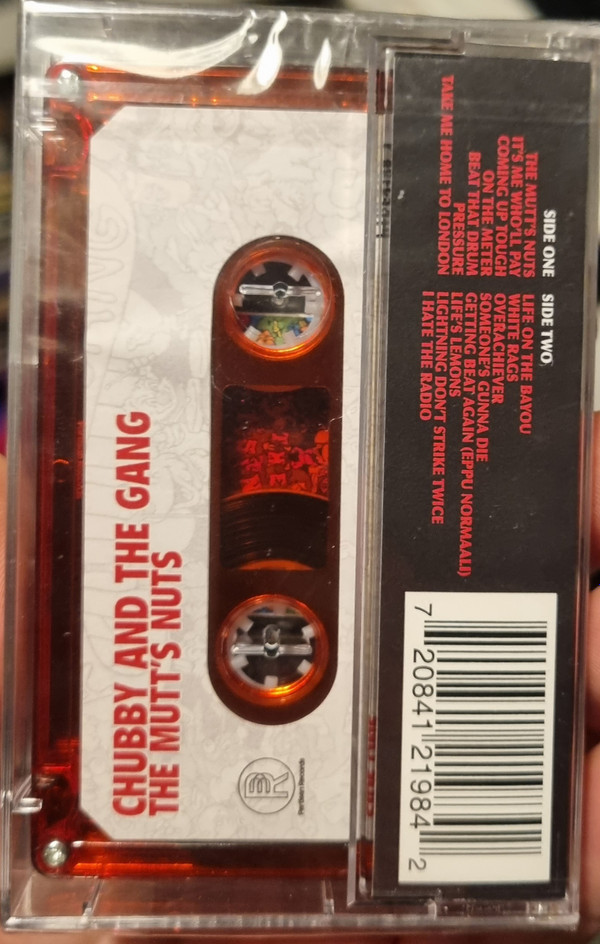 CHUBBY AND THE GANG
THE MUTT'S NUTS
Partisan Records
SIDE ONE
THE MUTT'S NUTS
IT'S ME WHO'LL PAY
COMING UP TOUGH
ON THE METER
BEAT THAT DRUM
PRESSURE
TAKE ME HOME TO LONDON
SIDE TWO
LIFE ON THE BAYOU
WHITE RAGS
OVERACHIEVER
SOMEONE'S GUNNA DIE
GETTING BEAT AGAIN (EPPU NORMAALI)
LIFE'S LEMONS
LIGHTNING DON'T STRIKE TWICE
I HATE THE RADIO
7 20841 21984 2